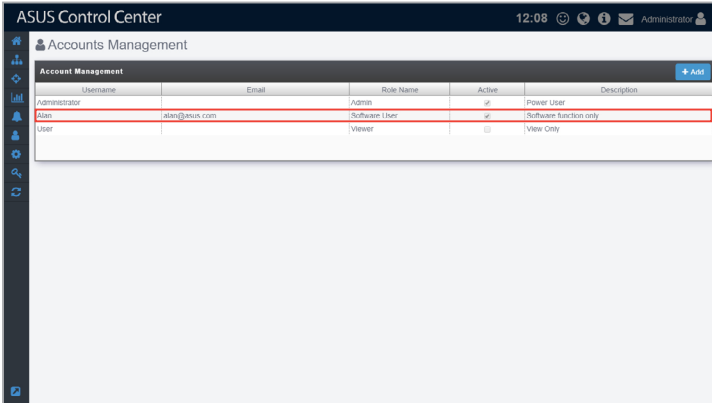 ASUS Control Center
12:08 Administrator
Accounts Management
Account Management + Add
Username Email Role Name Active Description
Administrator Admin Power User
Alan alan@asus.com Software User Software function only
User Viewer View Only